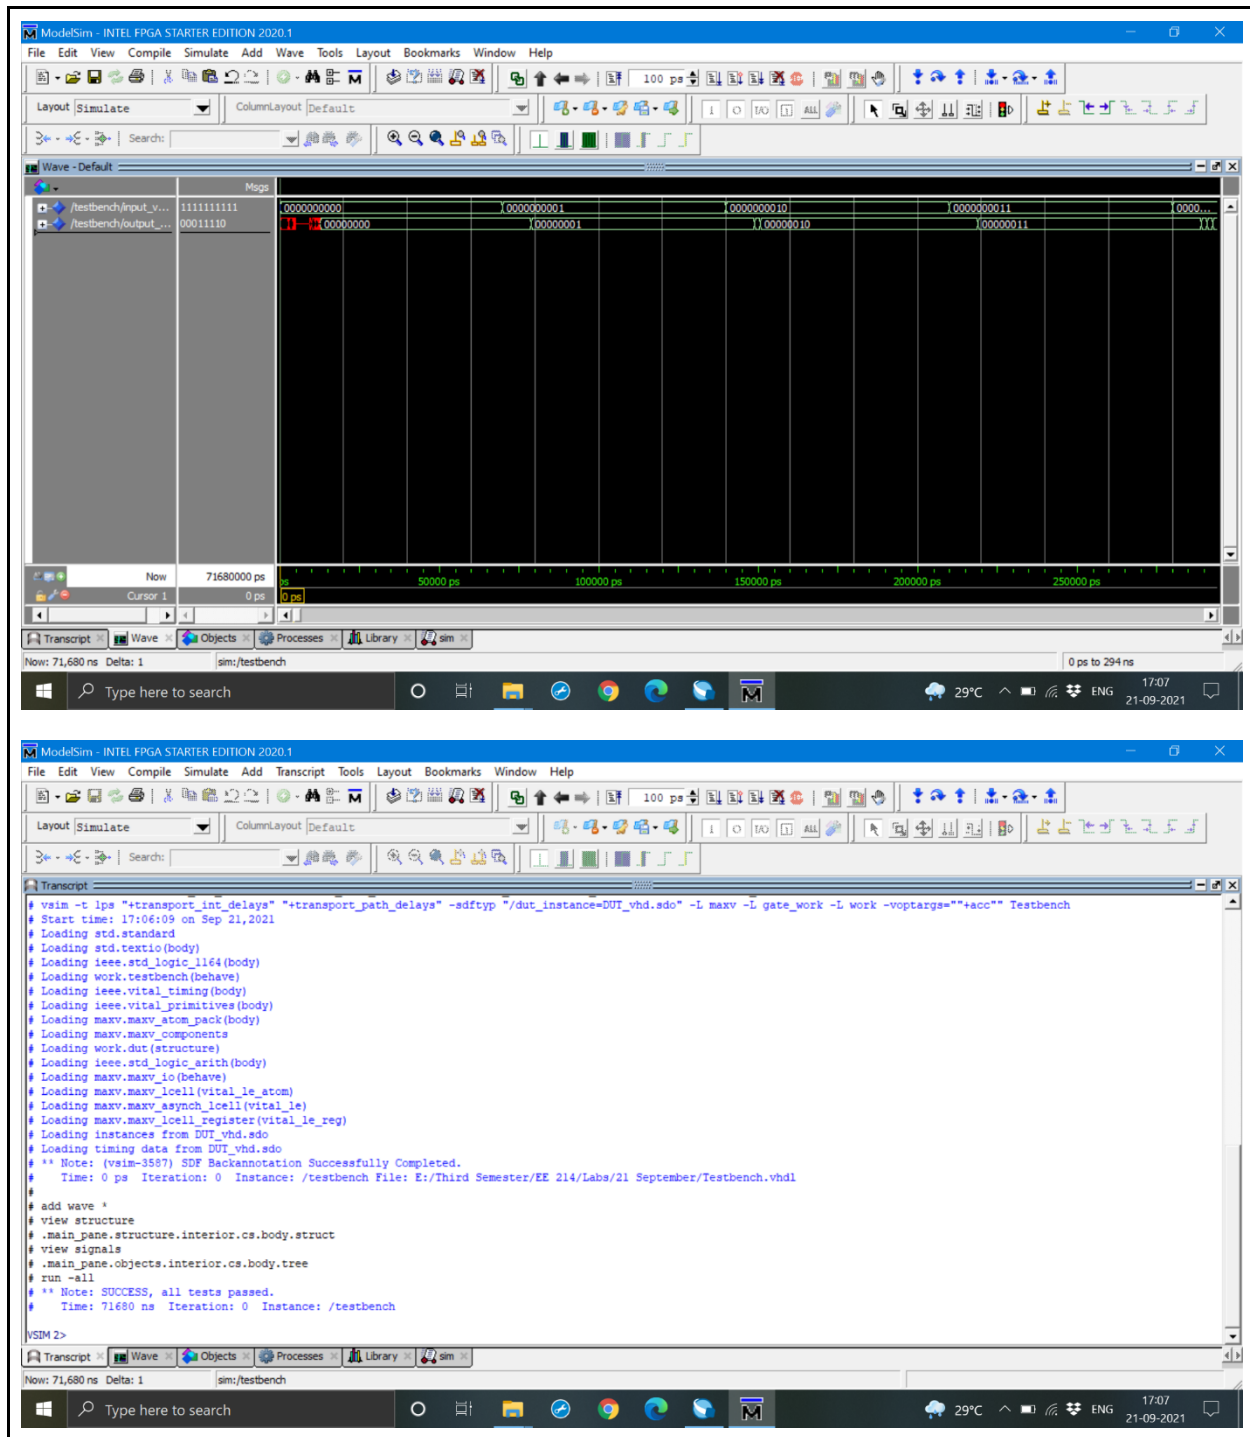 ModelSim - INTEL FPGA STARTER EDITION 2020.1
File Edit View Compile Simulate Add Wave Tools Layout Bookmarks Window Help
100 ps
Layout Simulate ColumnLayout Default
I O I/O ALL
Search:
Wave - Default
Msgs
/testbench/input_v... 1111111111 0000000000 0000000001 0000000010 0000000011 0000...
/testbench/output_... 00011110 00000000 00000001 00000010 00000011
Now 71680000 ps ps 50000 ps 100000 ps 150000 ps 200000 ps 250000 ps
Cursor 1 0 ps 0 ps
Transcript Wave Objects Processes Library sim
Now: 71,680 ns Delta: 1 sim:/testbench 0 ps to 294 ns
Type here to search 29°C ENG 17:07
21-09-2021
ModelSim - INTEL FPGA STARTER EDITION 2020.1
File Edit View Compile Simulate Add Transcript Tools Layout Bookmarks Window Help
100 ps
Layout Simulate ColumnLayout Default
I O I/O ALL
Search:
Transcript
# vsim -t 1ps "+transport_int_delays" "+transport_path_delays" -sdftyp "/dut_instance=DUT_vhd.sdo" -L maxv -L gate_work -L work -voptargs=""+acc"" Testbench
# Start time: 17:06:09 on Sep 21,2021
# Loading std.standard
# Loading std.textio(body)
# Loading ieee.std_logic_1164(body)
# Loading work.testbench(behave)
# Loading ieee.vital_timing(body)
# Loading ieee.vital_primitives(body)
# Loading maxv.maxv_atom_pack(body)
# Loading maxv.maxv_components
# Loading work.dut(structure)
# Loading ieee.std_logic_arith(body)
# Loading maxv.maxv_io(behave)
# Loading maxv.maxv_lcell(vital_le_atom)
# Loading maxv.maxv_asynch_lcell(vital_le)
# Loading maxv.maxv_lcell_register(vital_le_reg)
# Loading instances from DUT_vhd.sdo
# Loading timing data from DUT_vhd.sdo
# ** Note: (vsim-3587) SDF Backannotation Successfully Completed.
# Time: 0 ps Iteration: 0 Instance: /testbench File: E:/Third Semester/EE 214/Labs/21 September/Testbench.vhdl
#
# add wave *
# view structure
# .main_pane.structure.interior.cs.body.struct
# view signals
# .main_pane.objects.interior.cs.body.tree
# run -all
# ** Note: SUCCESS, all tests passed.
# Time: 71680 ns Iteration: 0 Instance: /testbench
VSIM 2>
Transcript Wave Objects Processes Library sim
Now: 71,680 ns Delta: 1 sim:/testbench
Type here to search 29°C ENG 17:07
21-09-2021